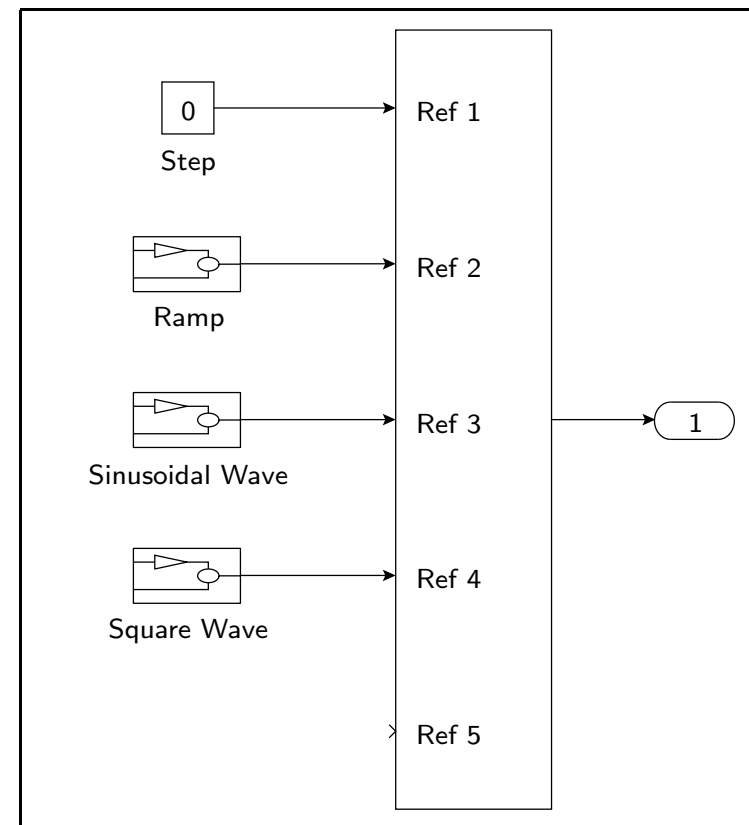 0
Step
Ref 1
Ramp
Ref 2
Sinusoidal Wave
Ref 3
1
Square Wave
Ref 4
Ref 5